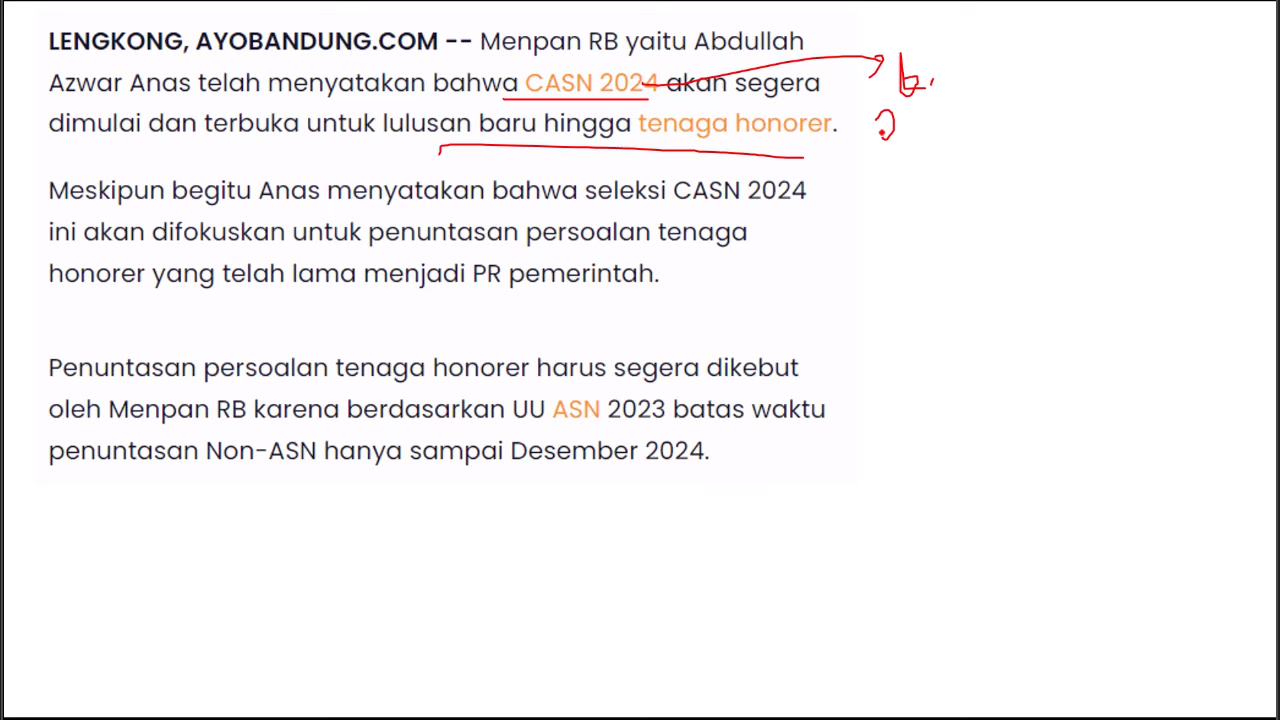 LENGKONG, AYOBANDUNG.COM -- Menpan RB yaitu Abdullah
Azwar Anas telah menyatakan bahwa CASN 2024 akan segera
dimulai dan terbuka untuk lulusan baru hingga tenaga honorer.
Meskipun begitu Anas menyatakan bahwa seleksi CASN 2024
ini akan difokuskan untuk penuntasan persoalan tenaga
honorer yang telah lama menjadi PR pemerintah.
Penuntasan persoalan tenaga honorer harus segera dikebut
oleh Menpan RB karena berdasarkan UU ASN 2023 batas waktu
penuntasan Non-ASN hanya sampai Desember 2024.